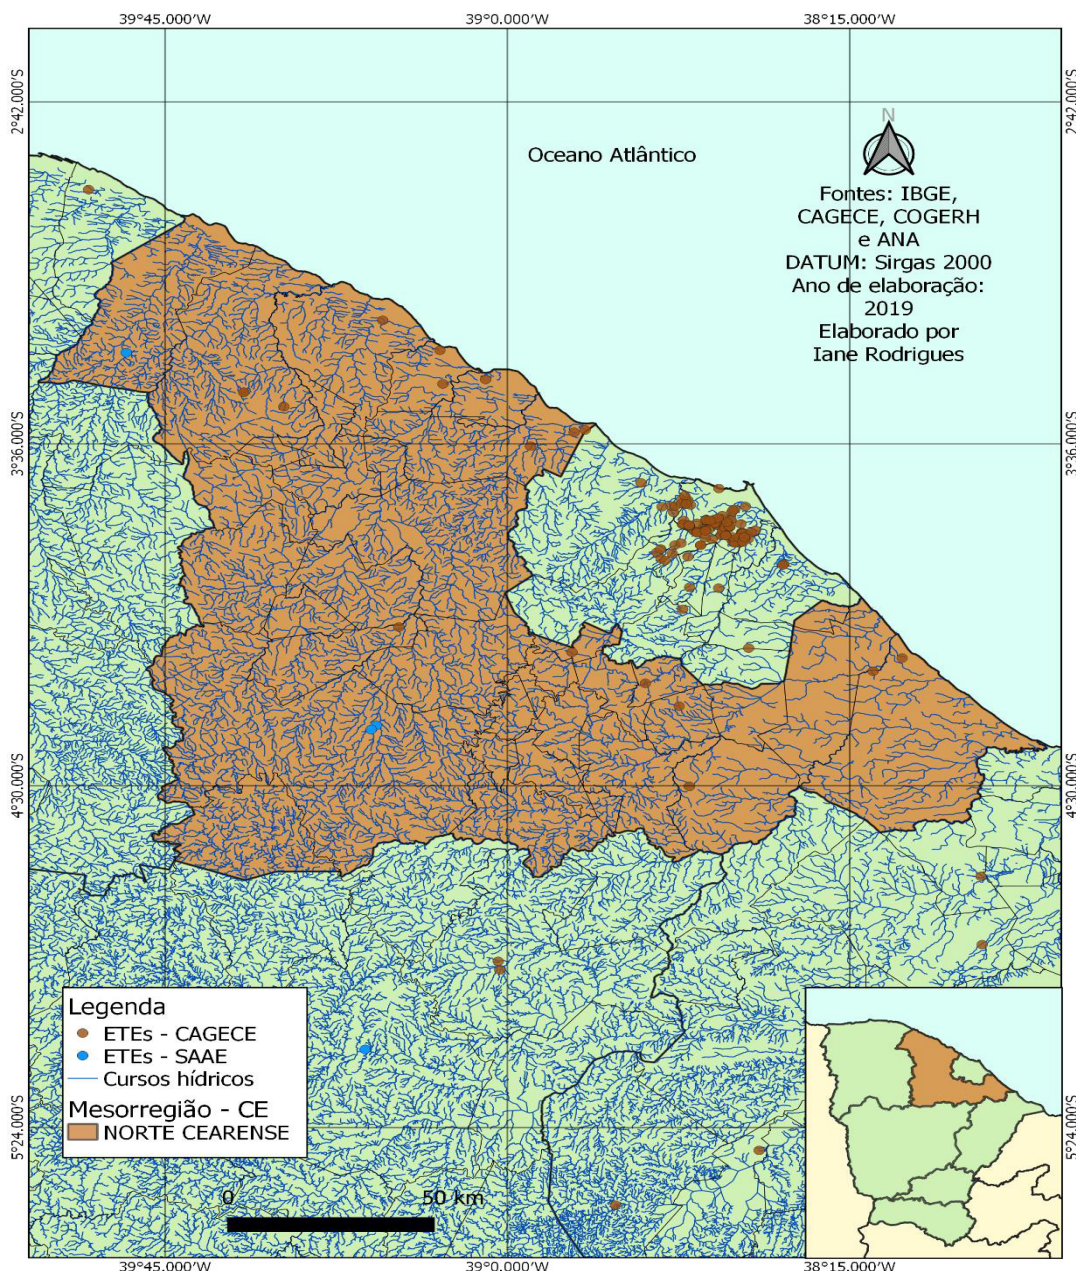 39°45.000'W
39°0.000'W
38°15.000'W
2°42.000'S
2°42.000'S
N
Oceano Atlântico
Fontes: IBGE,
CAGECE, COGERH
e ANA
DATUM: Sirgas 2000
Ano de elaboração:
2019
Elaborado por
Iane Rodrigues
3°36.000'S
3°36.000'S
4°30.000'S
4°30.000'S
Legenda
ETEs - CAGECE
ETEs - SAAE
Cursos hídricos
Mesorregião - CE
NORTE CEARENSE
5°24.000'S
5°24.000'S
0
50 km
39°45.000'W
39°0.000'W
38°15.000'W